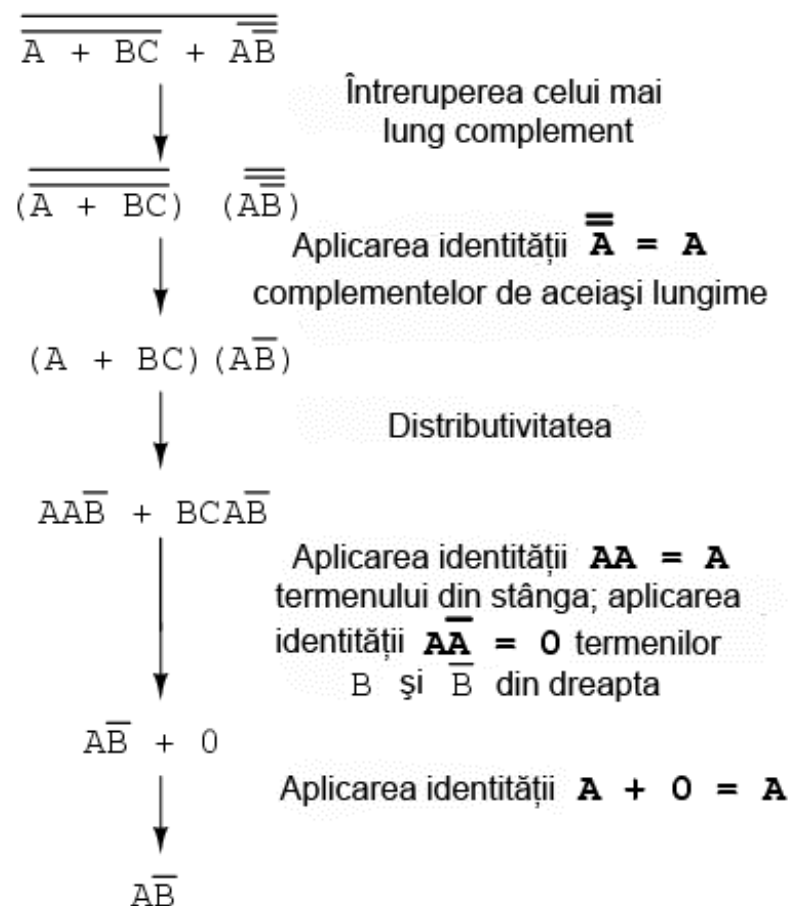 A̅ ̅+̅ ̅B̅C̅ + AB̅
Întreruperea celui mai
lung complement
(A + BC) (AB̅)
Aplicarea identității A̿ = A
complementelor de aceiaşi lungime
(A + BC)(AB̅)
Distributivitatea
AAB̅ + BCAB̅
Aplicarea identității AA = A
termenului din stânga; aplicarea
identității AA̅ = 0 termenilor
B şi B̅ din dreapta
AB̅ + 0
Aplicarea identității A + 0 = A
AB̅